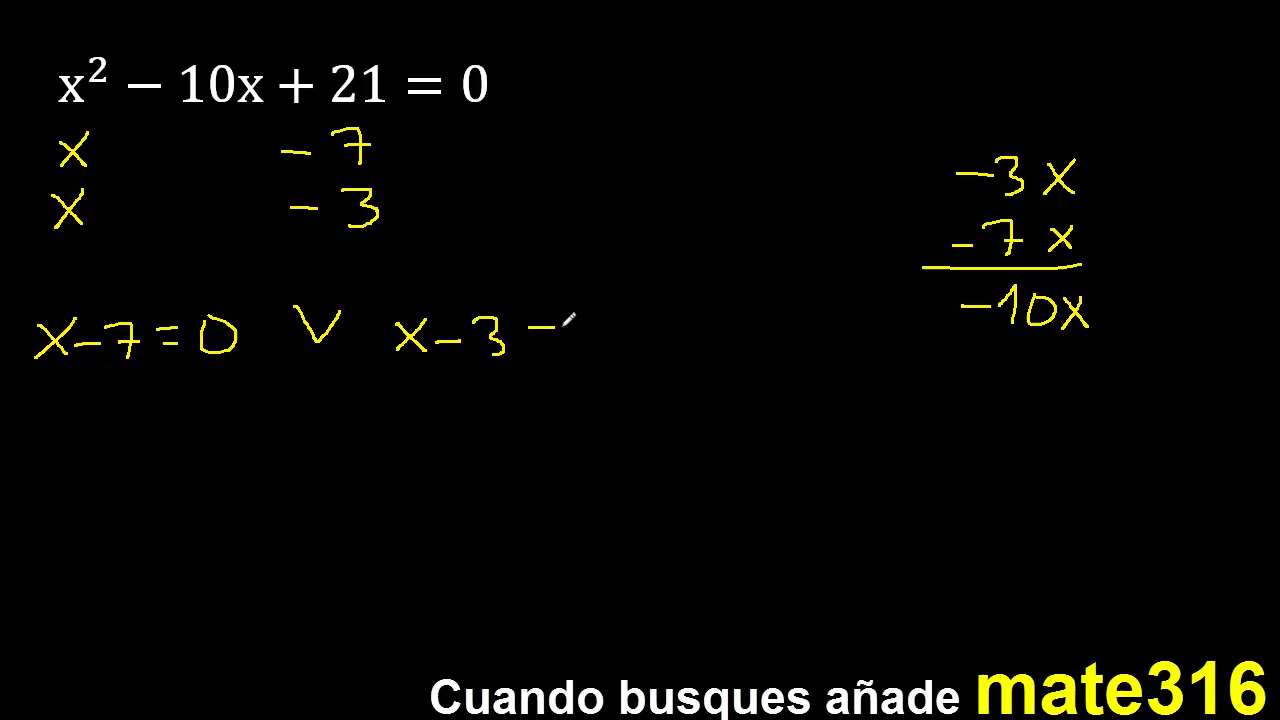 x² − 10x + 21 = 0
x − 7
x − 3
−3x
−7x
−10x
x−7=0 ∨ x−3 −
Cuando busques añade mate316